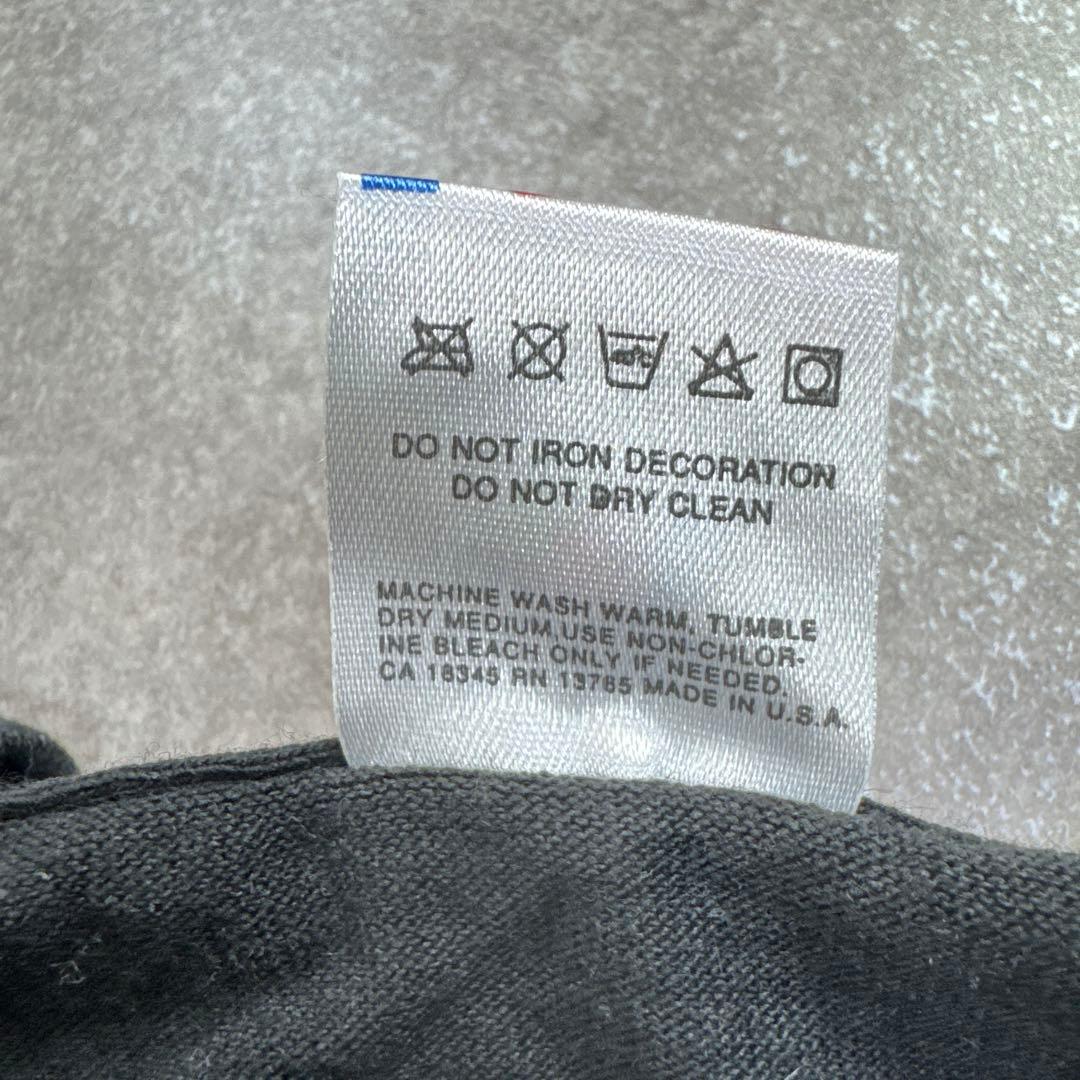 DO NOT IRON DECORATION
DO NOT DRY CLEAN
MACHINE WASH WARM, TUMBLE
DRY MEDIUM,USE NON-CHLOR-
INE BLEACH ONLY IF NEEDED.
CA 16345 RN 13765 MADE IN U.S.A.